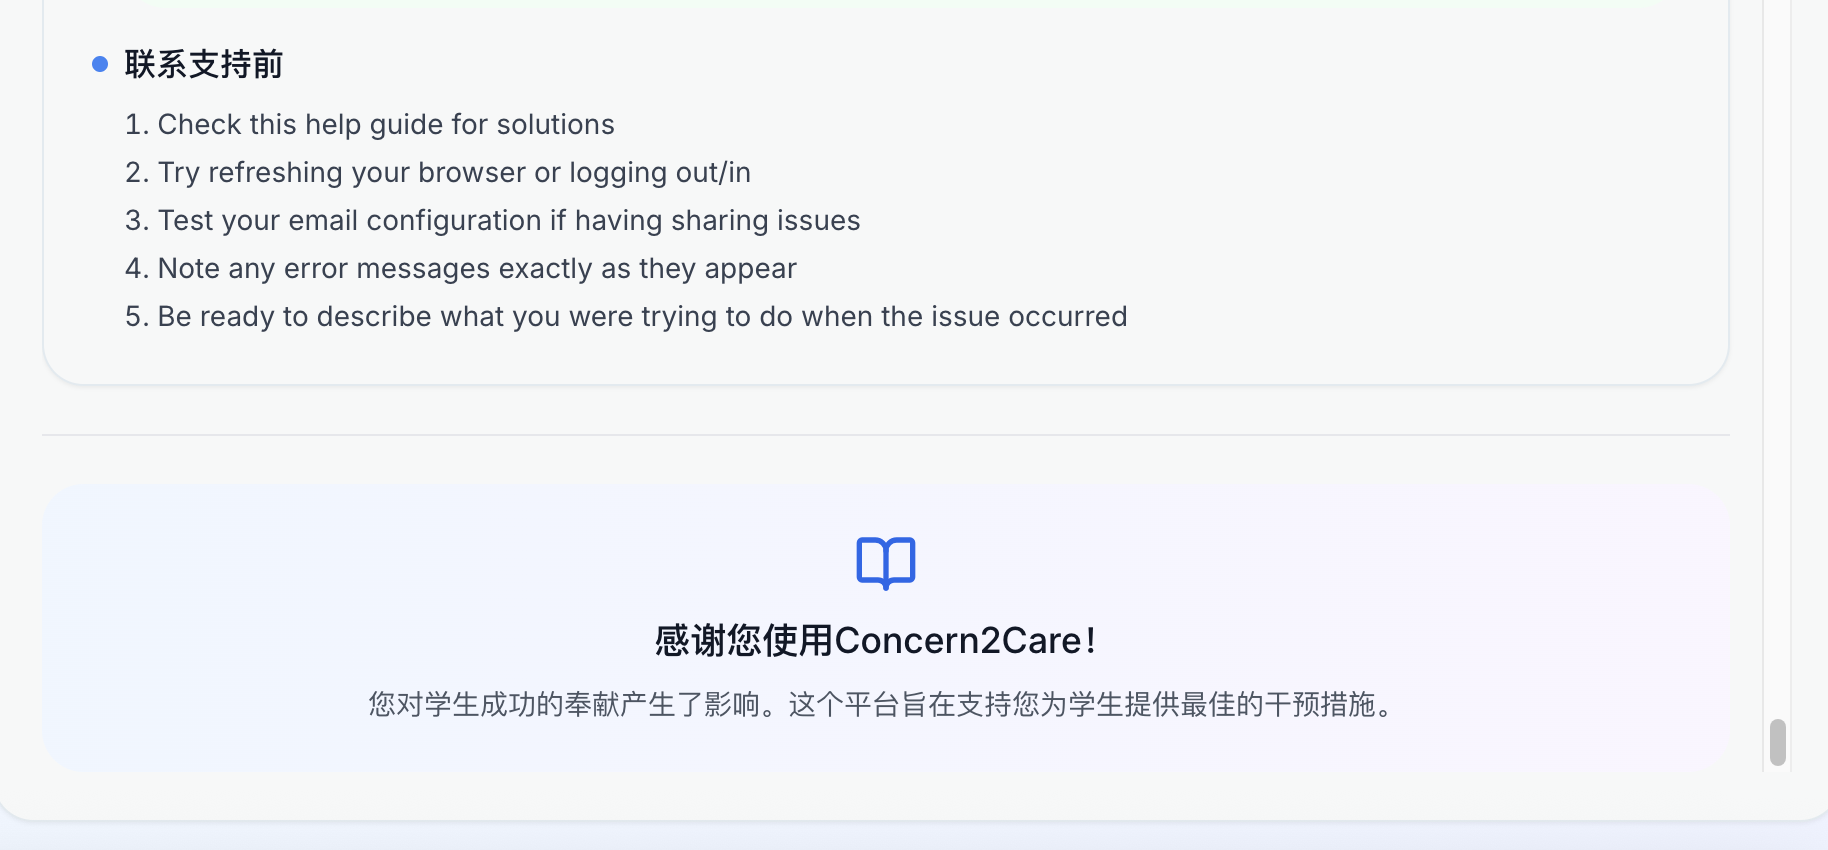 联系支持前
1. Check this help guide for solutions
2. Try refreshing your browser or logging out/in
3. Test your email configuration if having sharing issues
4. Note any error messages exactly as they appear
5. Be ready to describe what you were trying to do when the issue occurred
感谢您使用Concern2Care！
您对学生成功的奉献产生了影响。这个平台旨在支持您为学生提供最佳的干预措施。